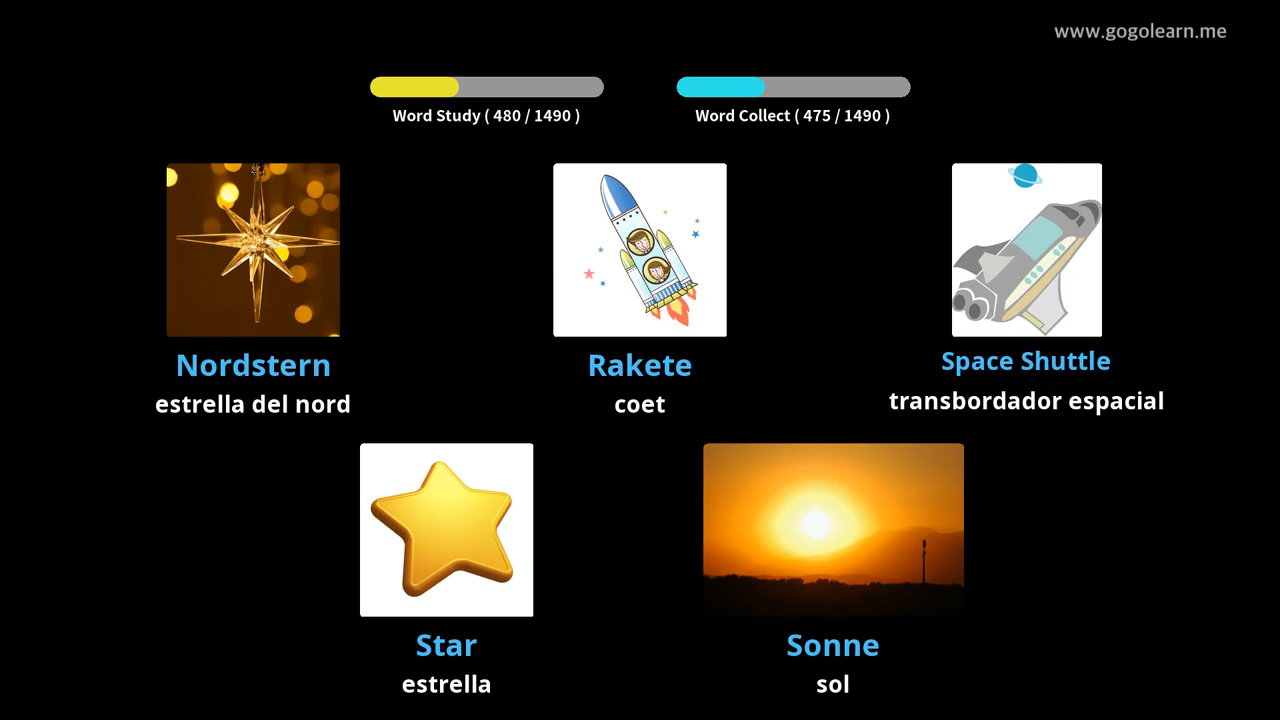 www.gogolearn.me
Word Study ( 480 / 1490 )
Word Collect ( 475 / 1490 )
Nordstern
estrella del nord
Rakete
coet
Space Shuttle
transbordador espacial
Star
estrella
Sonne
sol